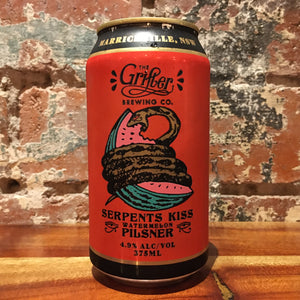 MARRICKVILLE, NSW
THE
Grifter
BREWING CO.
SERPENTS KISS
WATERMELON
PILSNER
4.9% ALC/VOL
375ML